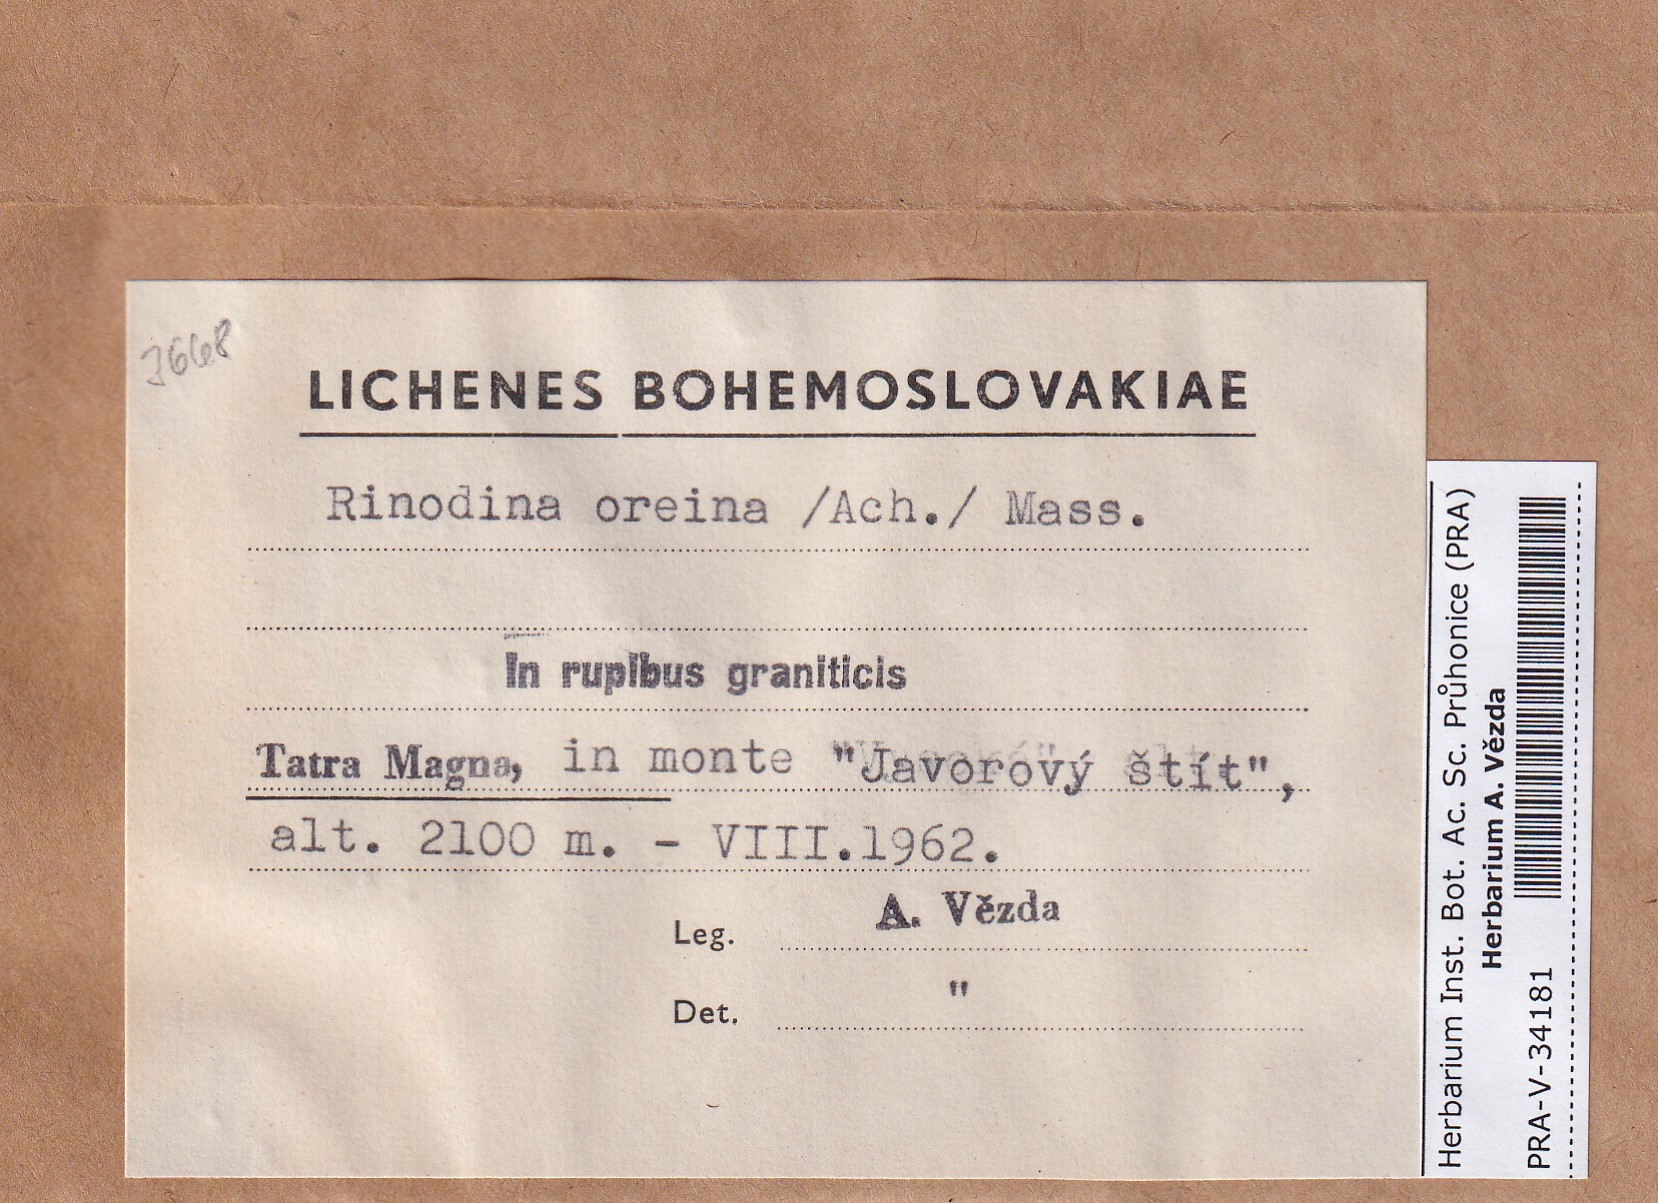 3668
LICHENES BOHEMOSLOVAKIAE
Rinodina oreina /Ach./ Mass.
In rupibus graniticis
Tatra Magna, in monte "Javorový štít",
alt. 2100 m. - VIII.1962.
Leg. A. Vězda
Det. "
Herbarium Inst. Bot. Ac. Sc. Průhonice (PRA)
Herbarium A. Vězda
PRA-V-34181